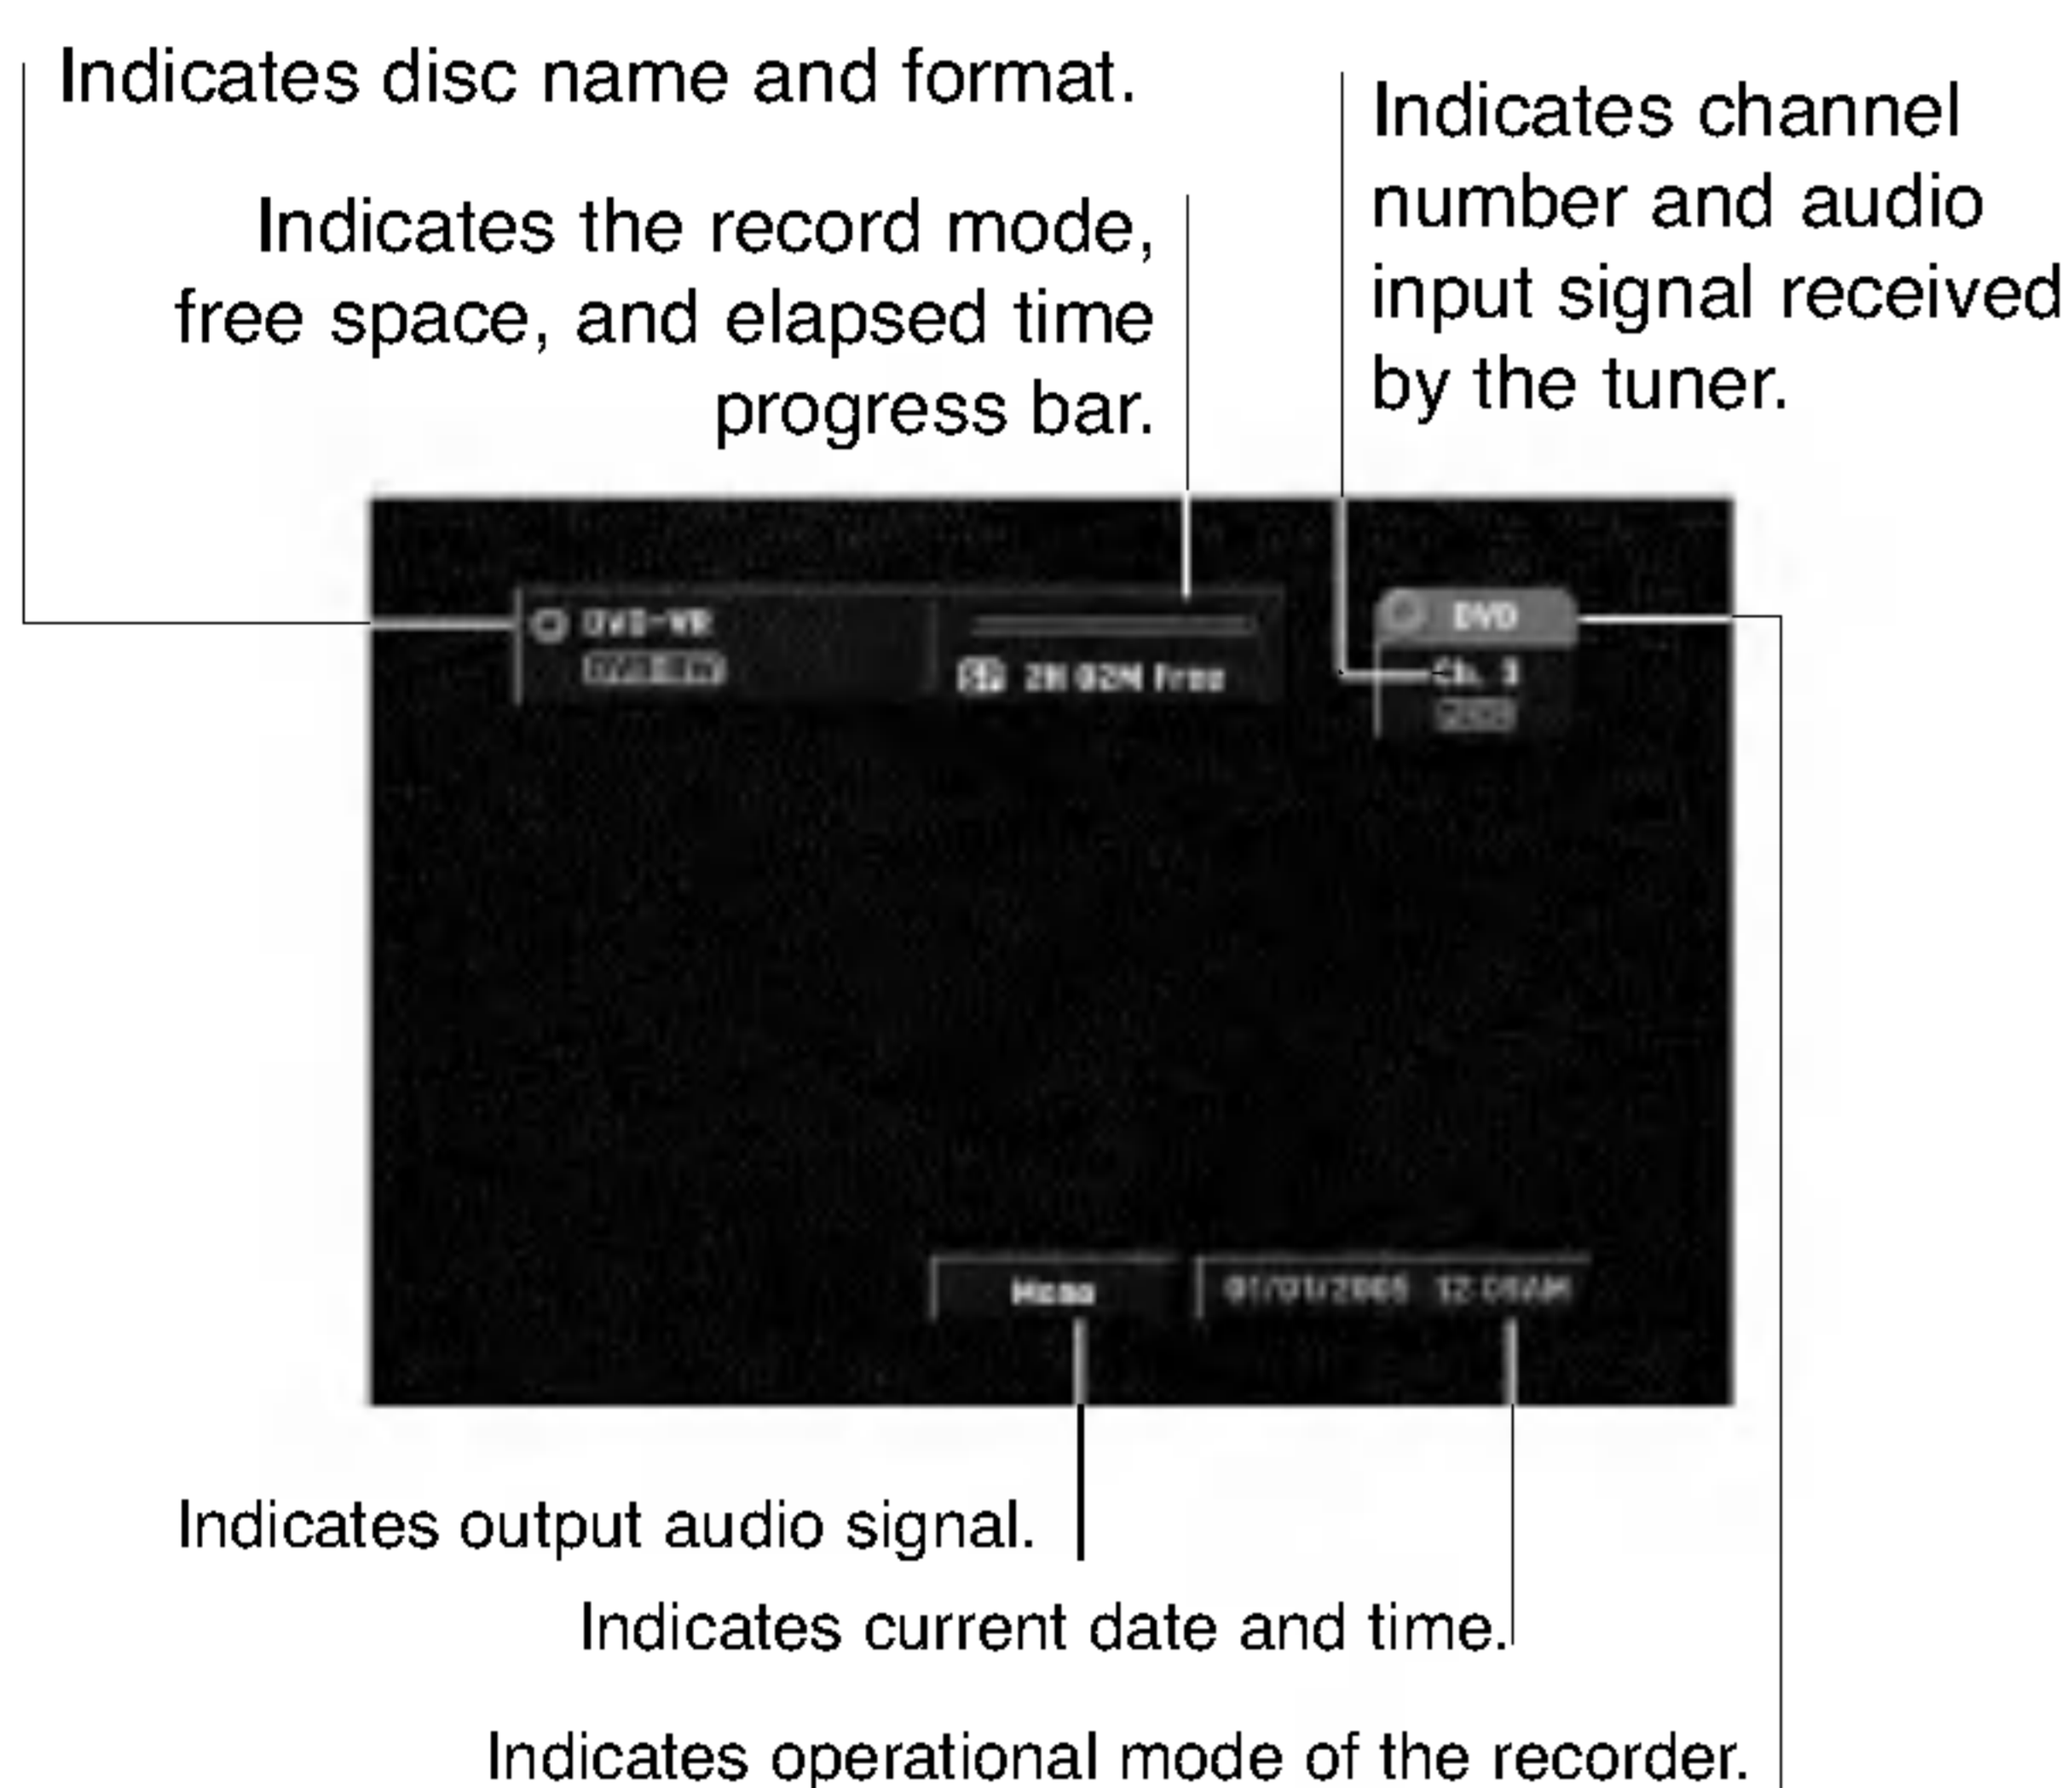 Indicates disc name and format.
Indicates the record mode,
free space, and elapsed time
progress bar.
Indicates channel
number and audio
input signal received
by the tuner.
DVD-VR
DVD
SP 2H 02M Free
Ch. 3
Mono
Indicates output audio signal.
Indicates current date and time.
Indicates operational mode of the recorder.